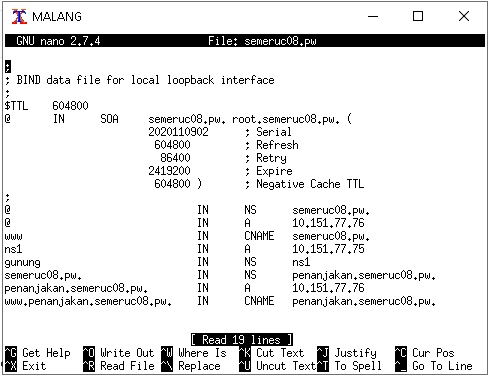 MALANG
GNU nano 2.7.4 File: semeruc08.pw
;
; BIND data file for local loopback interface
;
$TTL 604800
@ IN SOA semeruc08.pw. root.semeruc08.pw. (
2020110902 ; Serial
604800 ; Refresh
86400 ; Retry
2419200 ; Expire
604800 ) ; Negative Cache TTL
;
@ IN NS semeruc08.pw.
@ IN A 10.151.77.76
www IN CNAME semeruc08.pw.
ns1 IN A 10.151.77.75
gunung IN NS ns1
semeruc08.pw. IN NS penanjakan.semeruc08.pw.
penanjakan.semeruc08.pw. IN A 10.151.77.76
www.penanjakan.semeruc08.pw. IN CNAME penanjakan.semeruc08.pw.
[ Read 19 lines ]
^G Get Help ^O Write Out ^W Where Is ^K Cut Text ^J Justify ^C Cur Pos
^X Exit ^R Read File ^\ Replace ^U Uncut Text ^T To Spell ^_ Go To Line